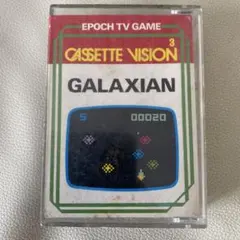 EPOCH TV GAME
3
CASSETTE VISION
GALAXIAN
5 00020